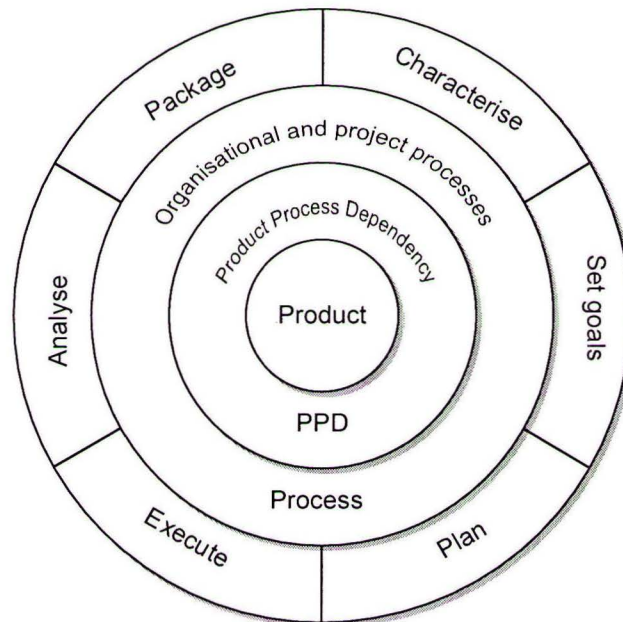 Package
Characterise
Organisational and project processes
Product Process Dependency
Analyse
Product
Set goals
PPD
Process
Execute
Plan